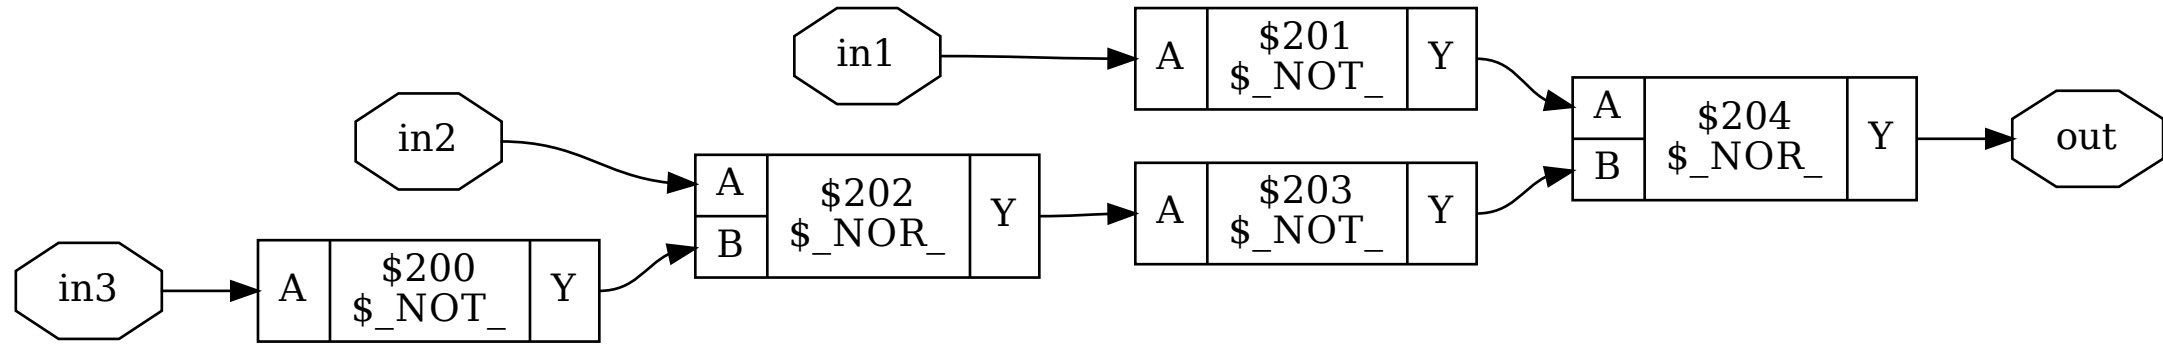 in1
A
$201
$_NOT_
Y
in2
A
B
$202
$_NOR_
Y
in3
A
$200
$_NOT_
Y
A
$203
$_NOT_
Y
A
B
$204
$_NOR_
Y
out